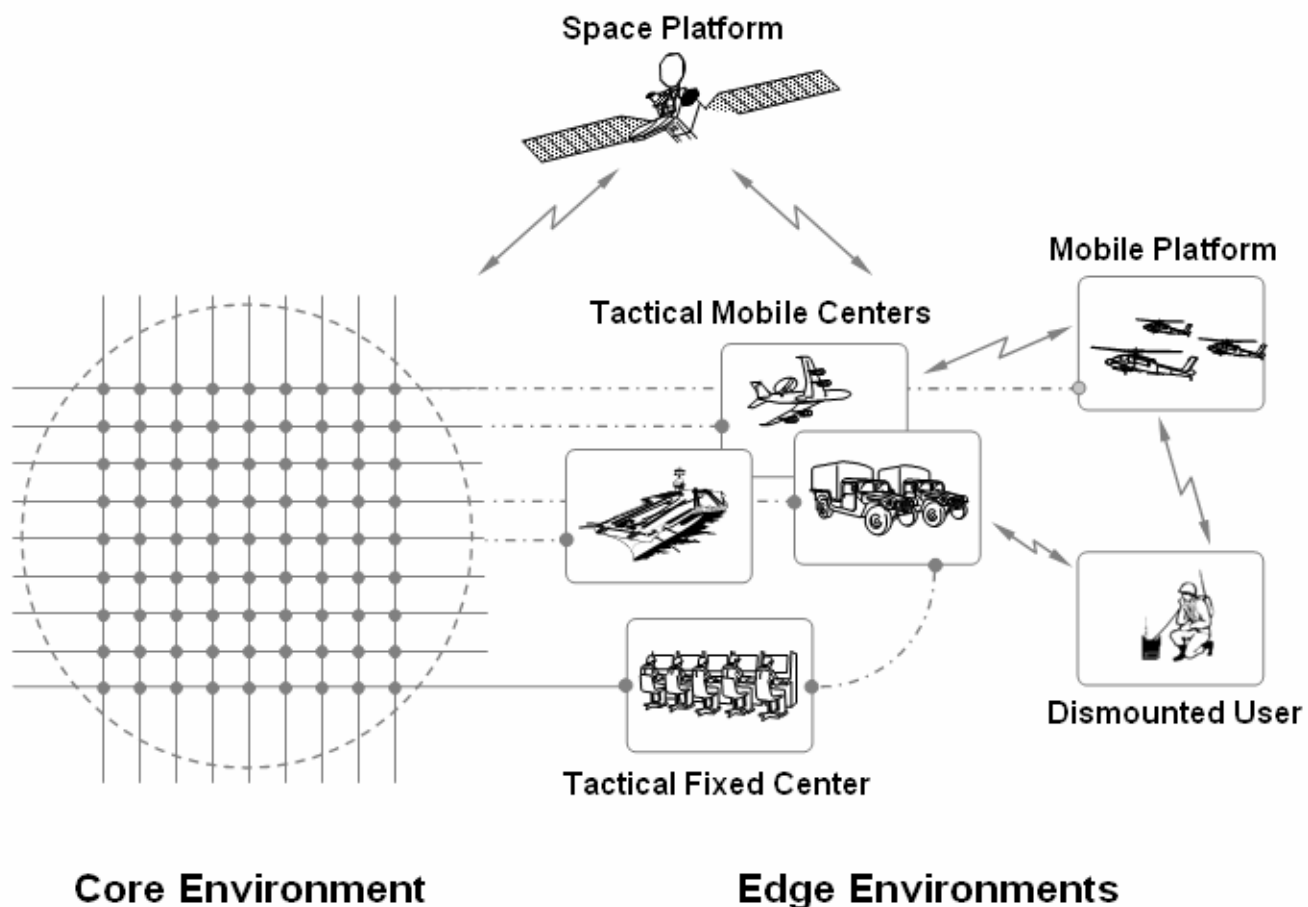 Space Platform
Mobile Platform
Tactical Mobile Centers
Dismounted User
Tactical Fixed Center
Core Environment
Edge Environments